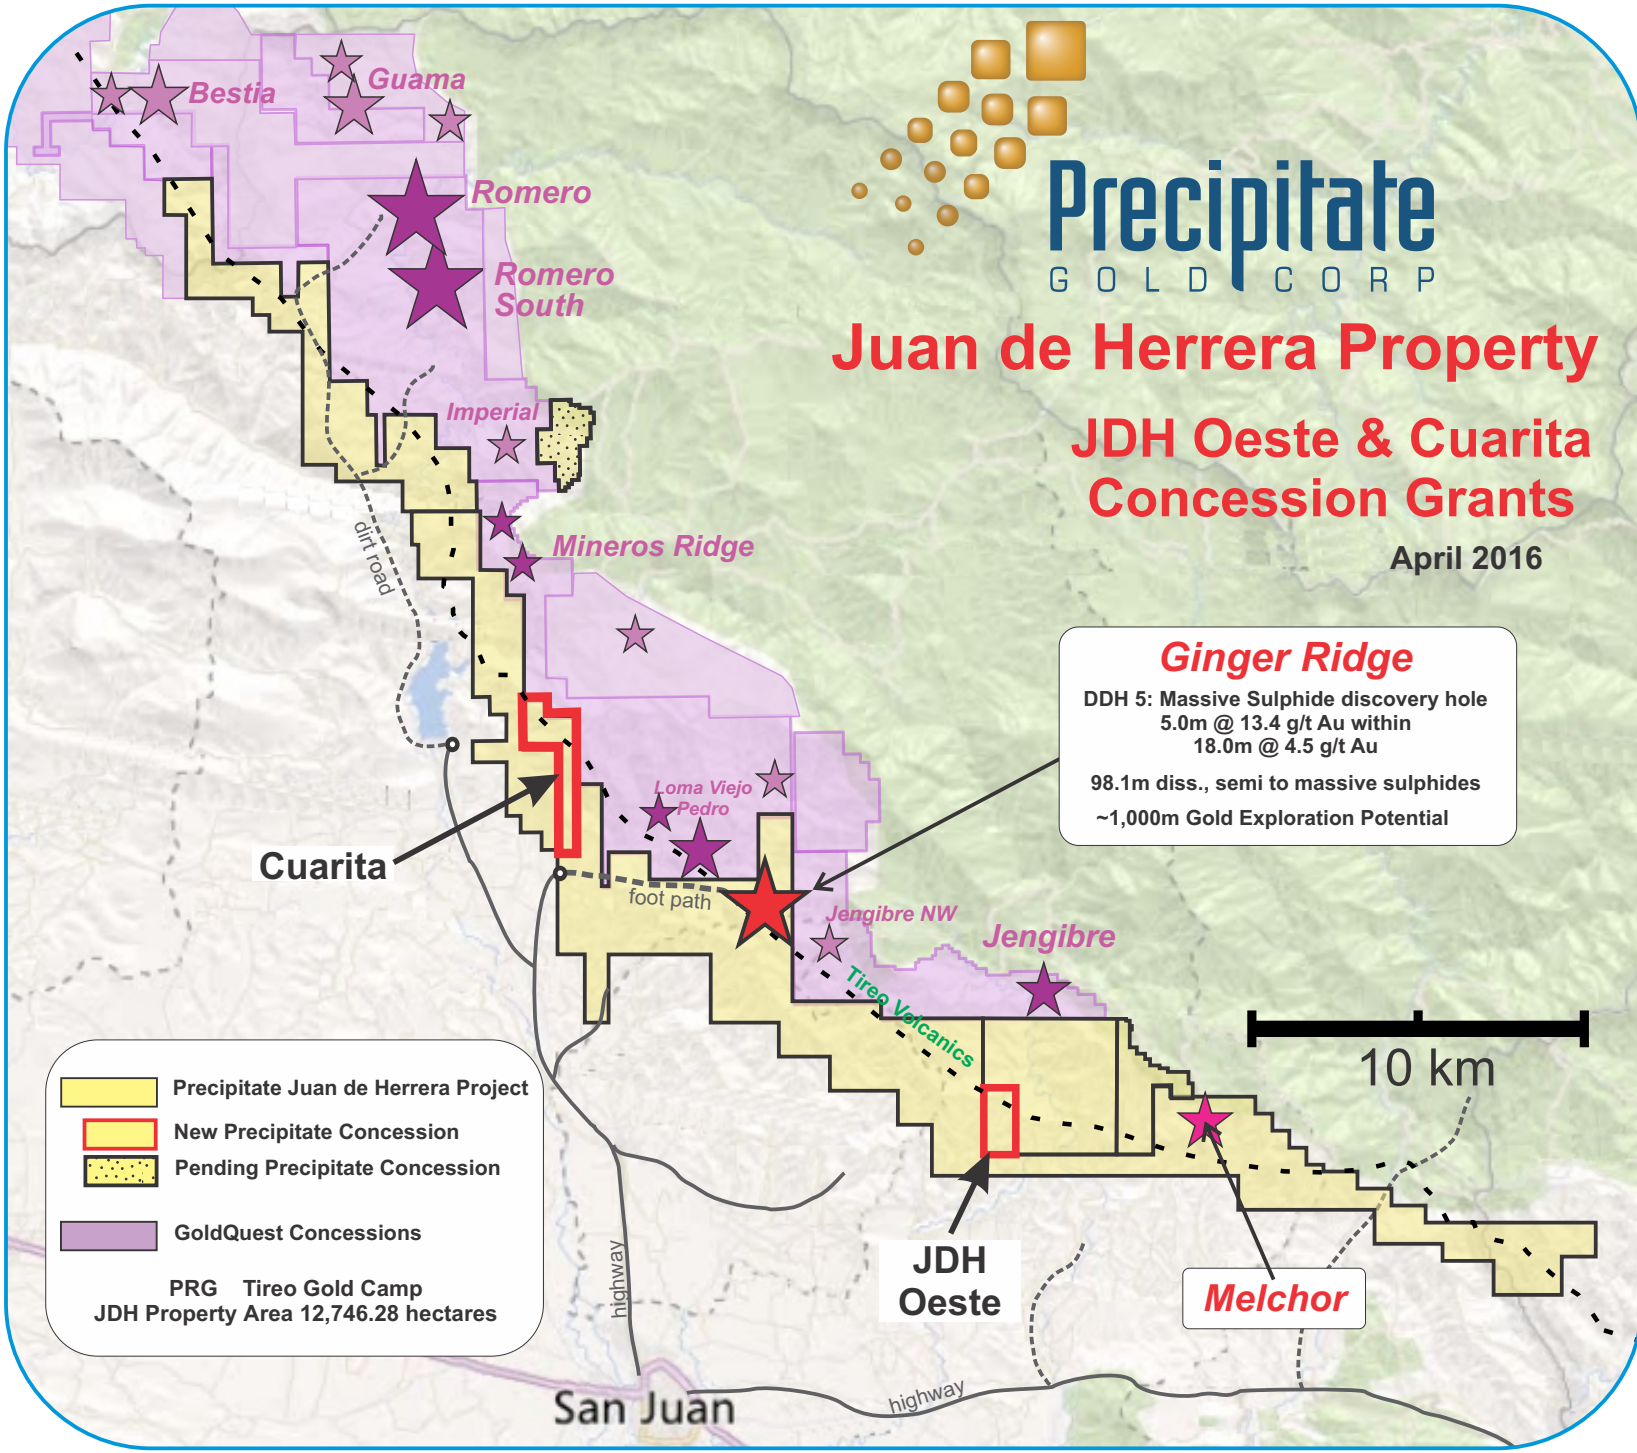 Precipitate
GOLD CORP
Juan de Herrera Property
JDH Oeste & Cuarita
Concession Grants
April 2016
Bestia
Guama
Romero
Romero
South
Imperial
Mineros Ridge
dirt road
Ginger Ridge
DDH 5: Massive Sulphide discovery hole
5.0m @ 13.4 g/t Au within
18.0m @ 4.5 g/t Au
98.1m diss., semi to massive sulphides
~1,000m Gold Exploration Potential
Loma Viejo
Pedro
Cuarita
foot path
Jengibre NW
Jengibre
Tireo Volcanics
10 km
Precipitate Juan de Herrera Project
New Precipitate Concession
Pending Precipitate Concession
GoldQuest Concessions
PRG Tireo Gold Camp
JDH Property Area 12,746.28 hectares
JDH
Oeste
Melchor
highway
highway
San Juan